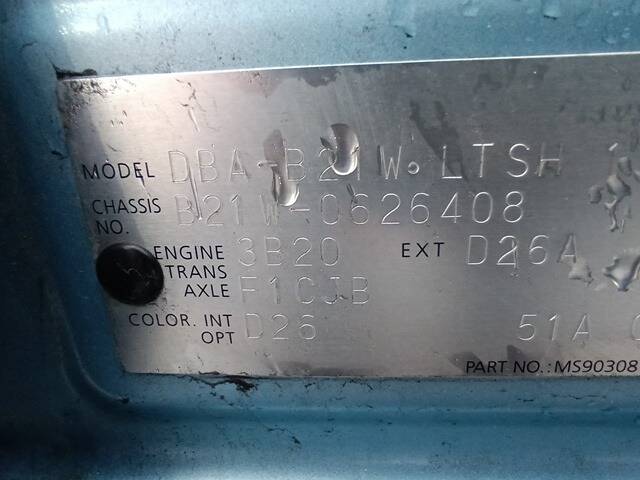 MODEL DBA-B21W LTSH
CHASSIS NO. B21W-0626408
ENGINE 3B20 EXT D26A
TRANS AXLE F1CJB
COLOR. INT OPT D26 51A
PART NO.: MS90308